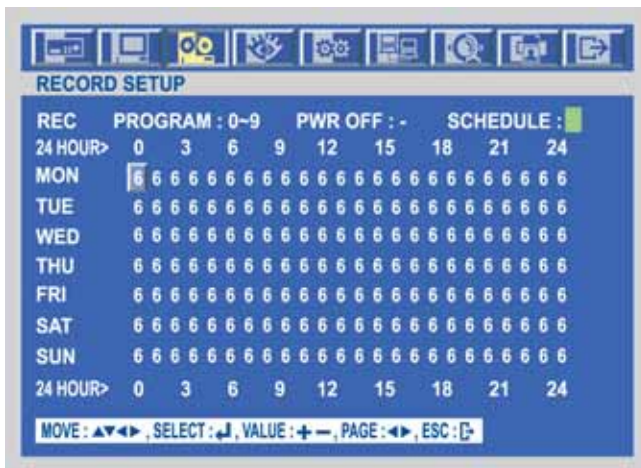 RECORD SETUP
REC PROGRAM : 0~9 PWR OFF : - SCHEDULE :
24 HOUR> 0 3 6 9 12 15 18 21 24
MON 6 6 6 6 6 6 6 6 6 6 6 6 6 6 6 6 6 6 6 6 6 6 6 6
TUE 6 6 6 6 6 6 6 6 6 6 6 6 6 6 6 6 6 6 6 6 6 6 6 6
WED 6 6 6 6 6 6 6 6 6 6 6 6 6 6 6 6 6 6 6 6 6 6 6 6
THU 6 6 6 6 6 6 6 6 6 6 6 6 6 6 6 6 6 6 6 6 6 6 6 6
FRI 6 6 6 6 6 6 6 6 6 6 6 6 6 6 6 6 6 6 6 6 6 6 6 6
SAT 6 6 6 6 6 6 6 6 6 6 6 6 6 6 6 6 6 6 6 6 6 6 6 6
SUN 6 6 6 6 6 6 6 6 6 6 6 6 6 6 6 6 6 6 6 6 6 6 6 6
24 HOUR> 0 3 6 9 12 15 18 21 24
MOVE : ▲▼◀▶ , SELECT : ↵ , VALUE : + — , PAGE : ◀▶ , ESC :